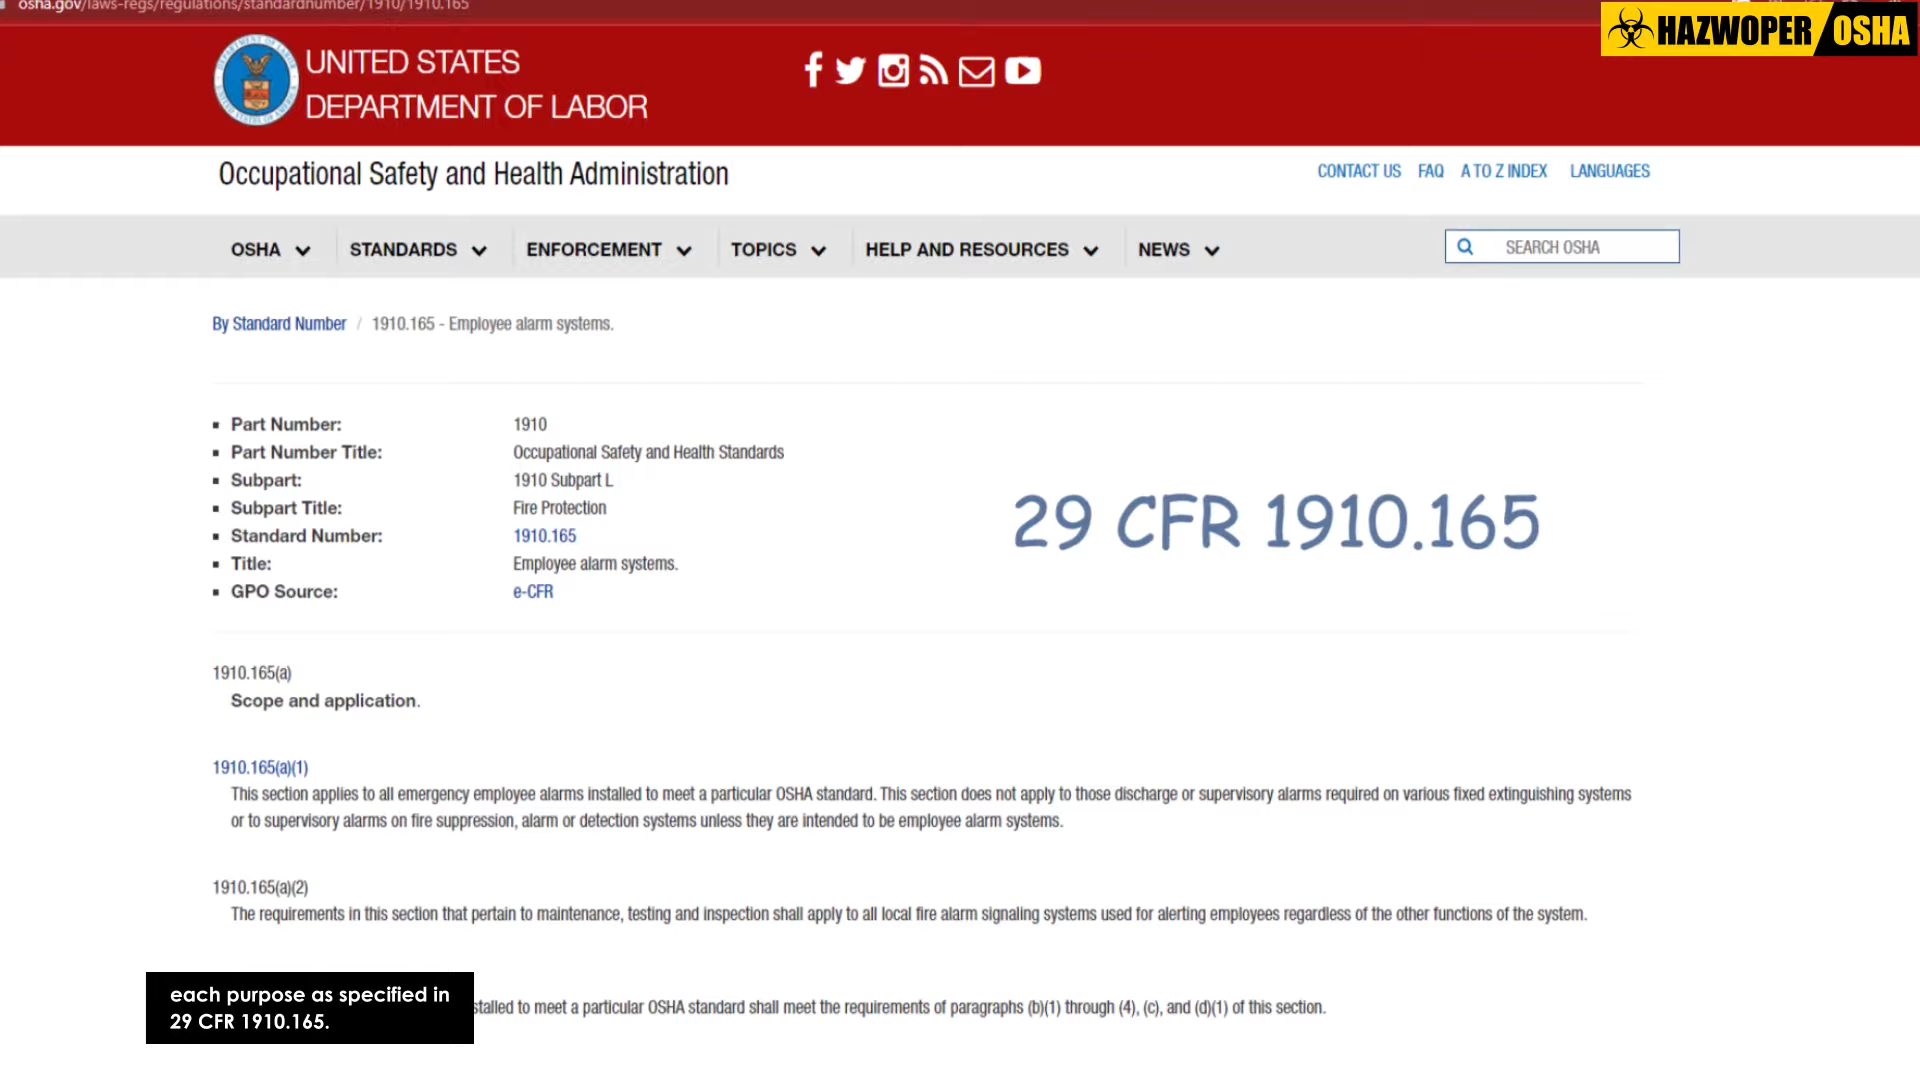 osha.gov/laws-regs/regulations/standardnumber/1910/1910.165
HAZWOPER OSHA
UNITED STATES
DEPARTMENT OF LABOR
Occupational Safety and Health Administration
CONTACT US FAQ A TO Z INDEX LANGUAGES
OSHA STANDARDS ENFORCEMENT TOPICS HELP AND RESOURCES NEWS SEARCH OSHA
By Standard Number / 1910.165 - Employee alarm systems.
Part Number: 1910
Part Number Title: Occupational Safety and Health Standards
Subpart: 1910 Subpart L
Subpart Title: Fire Protection
Standard Number: 1910.165
Title: Employee alarm systems.
GPO Source: e-CFR
29 CFR 1910.165
1910.165(a)
Scope and application.
1910.165(a)(1)
This section applies to all emergency employee alarms installed to meet a particular OSHA standard. This section does not apply to those discharge or supervisory alarms required on various fixed extinguishing systems
or to supervisory alarms on fire suppression, alarm or detection systems unless they are intended to be employee alarm systems.
1910.165(a)(2)
The requirements in this section that pertain to maintenance, testing and inspection shall apply to all local fire alarm signaling systems used for alerting employees regardless of the other functions of the system.
to meet a particular OSHA standard shall meet the requirements of paragraphs (b)(1) through (4), (c), and (d)(1) of this section.
each purpose as specified in
29 CFR 1910.165.